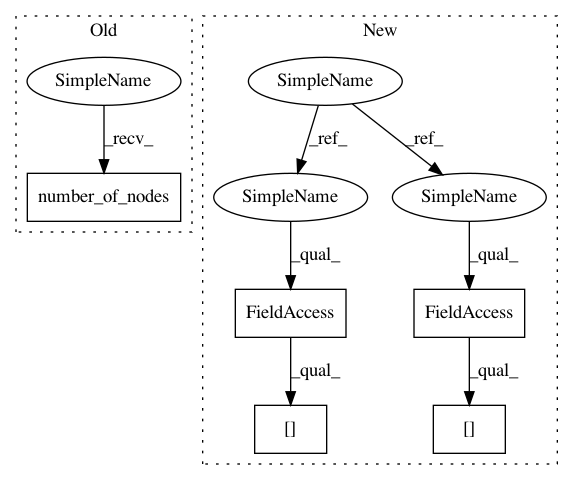 Old
New
SimpleName
SimpleName
_recv_
_ref_
_ref_
number_of_nodes
SimpleName
SimpleName
_qual_
_qual_
FieldAccess
FieldAccess
_qual_
_qual_
[]
[]